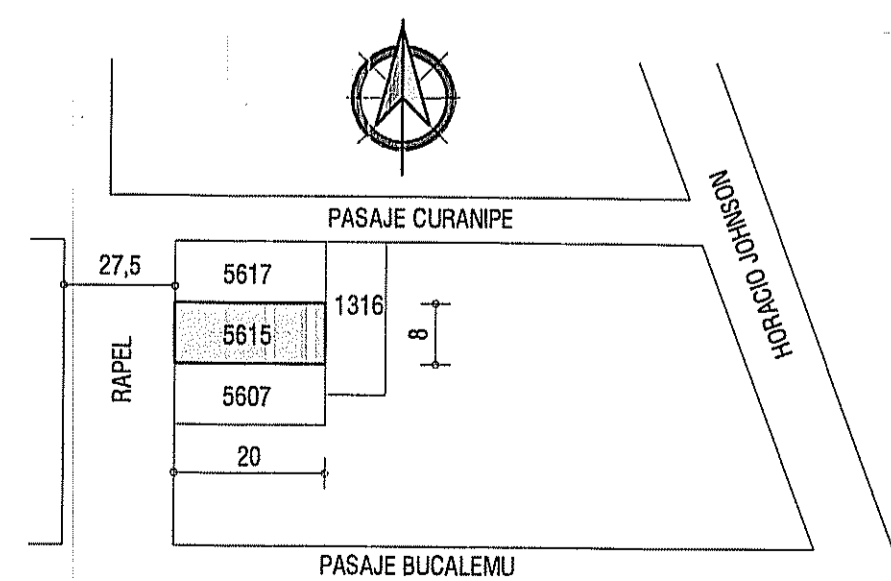 PASAJE CURANIPE
HORACIO JOHNSON
27,5
5617
1316
5615
8
RAPEL
5607
20
PASAJE BUCALEMU